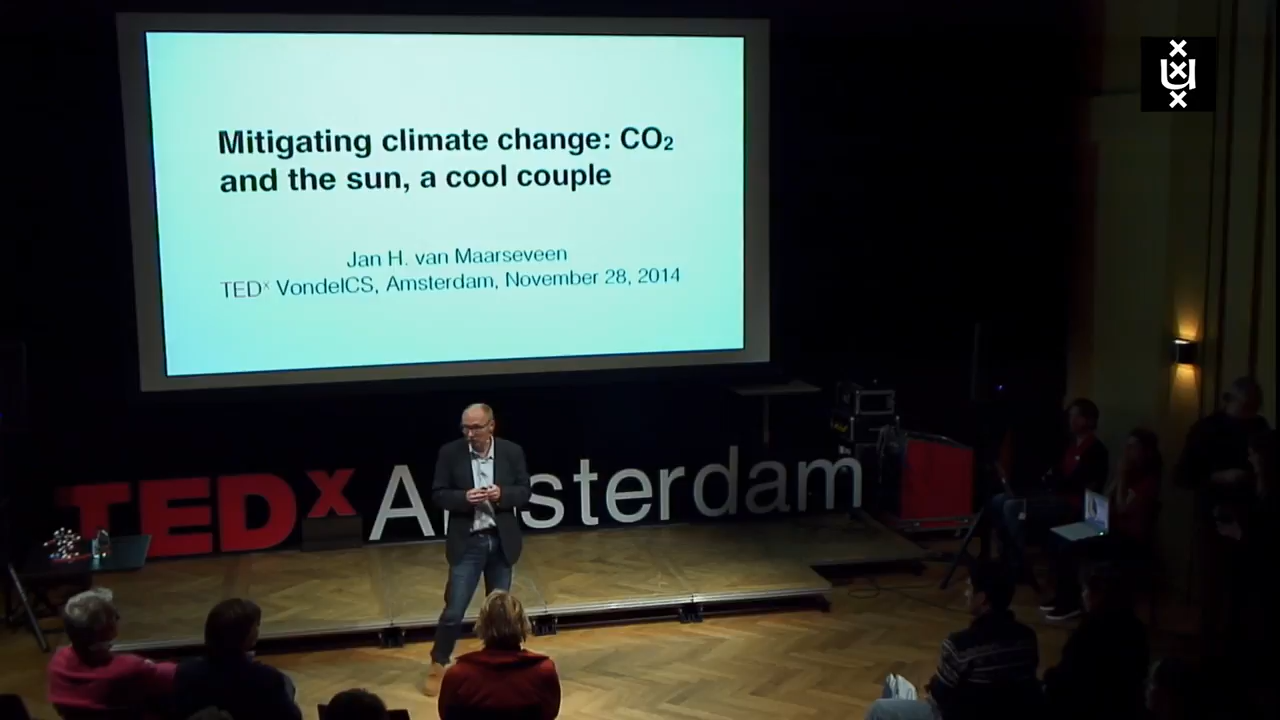 Mitigating climate change: CO₂
and the sun, a cool couple
Jan H. van Maarseveen
TEDˣ VondelCS, Amsterdam, November 28, 2014
TEDx Amsterdam